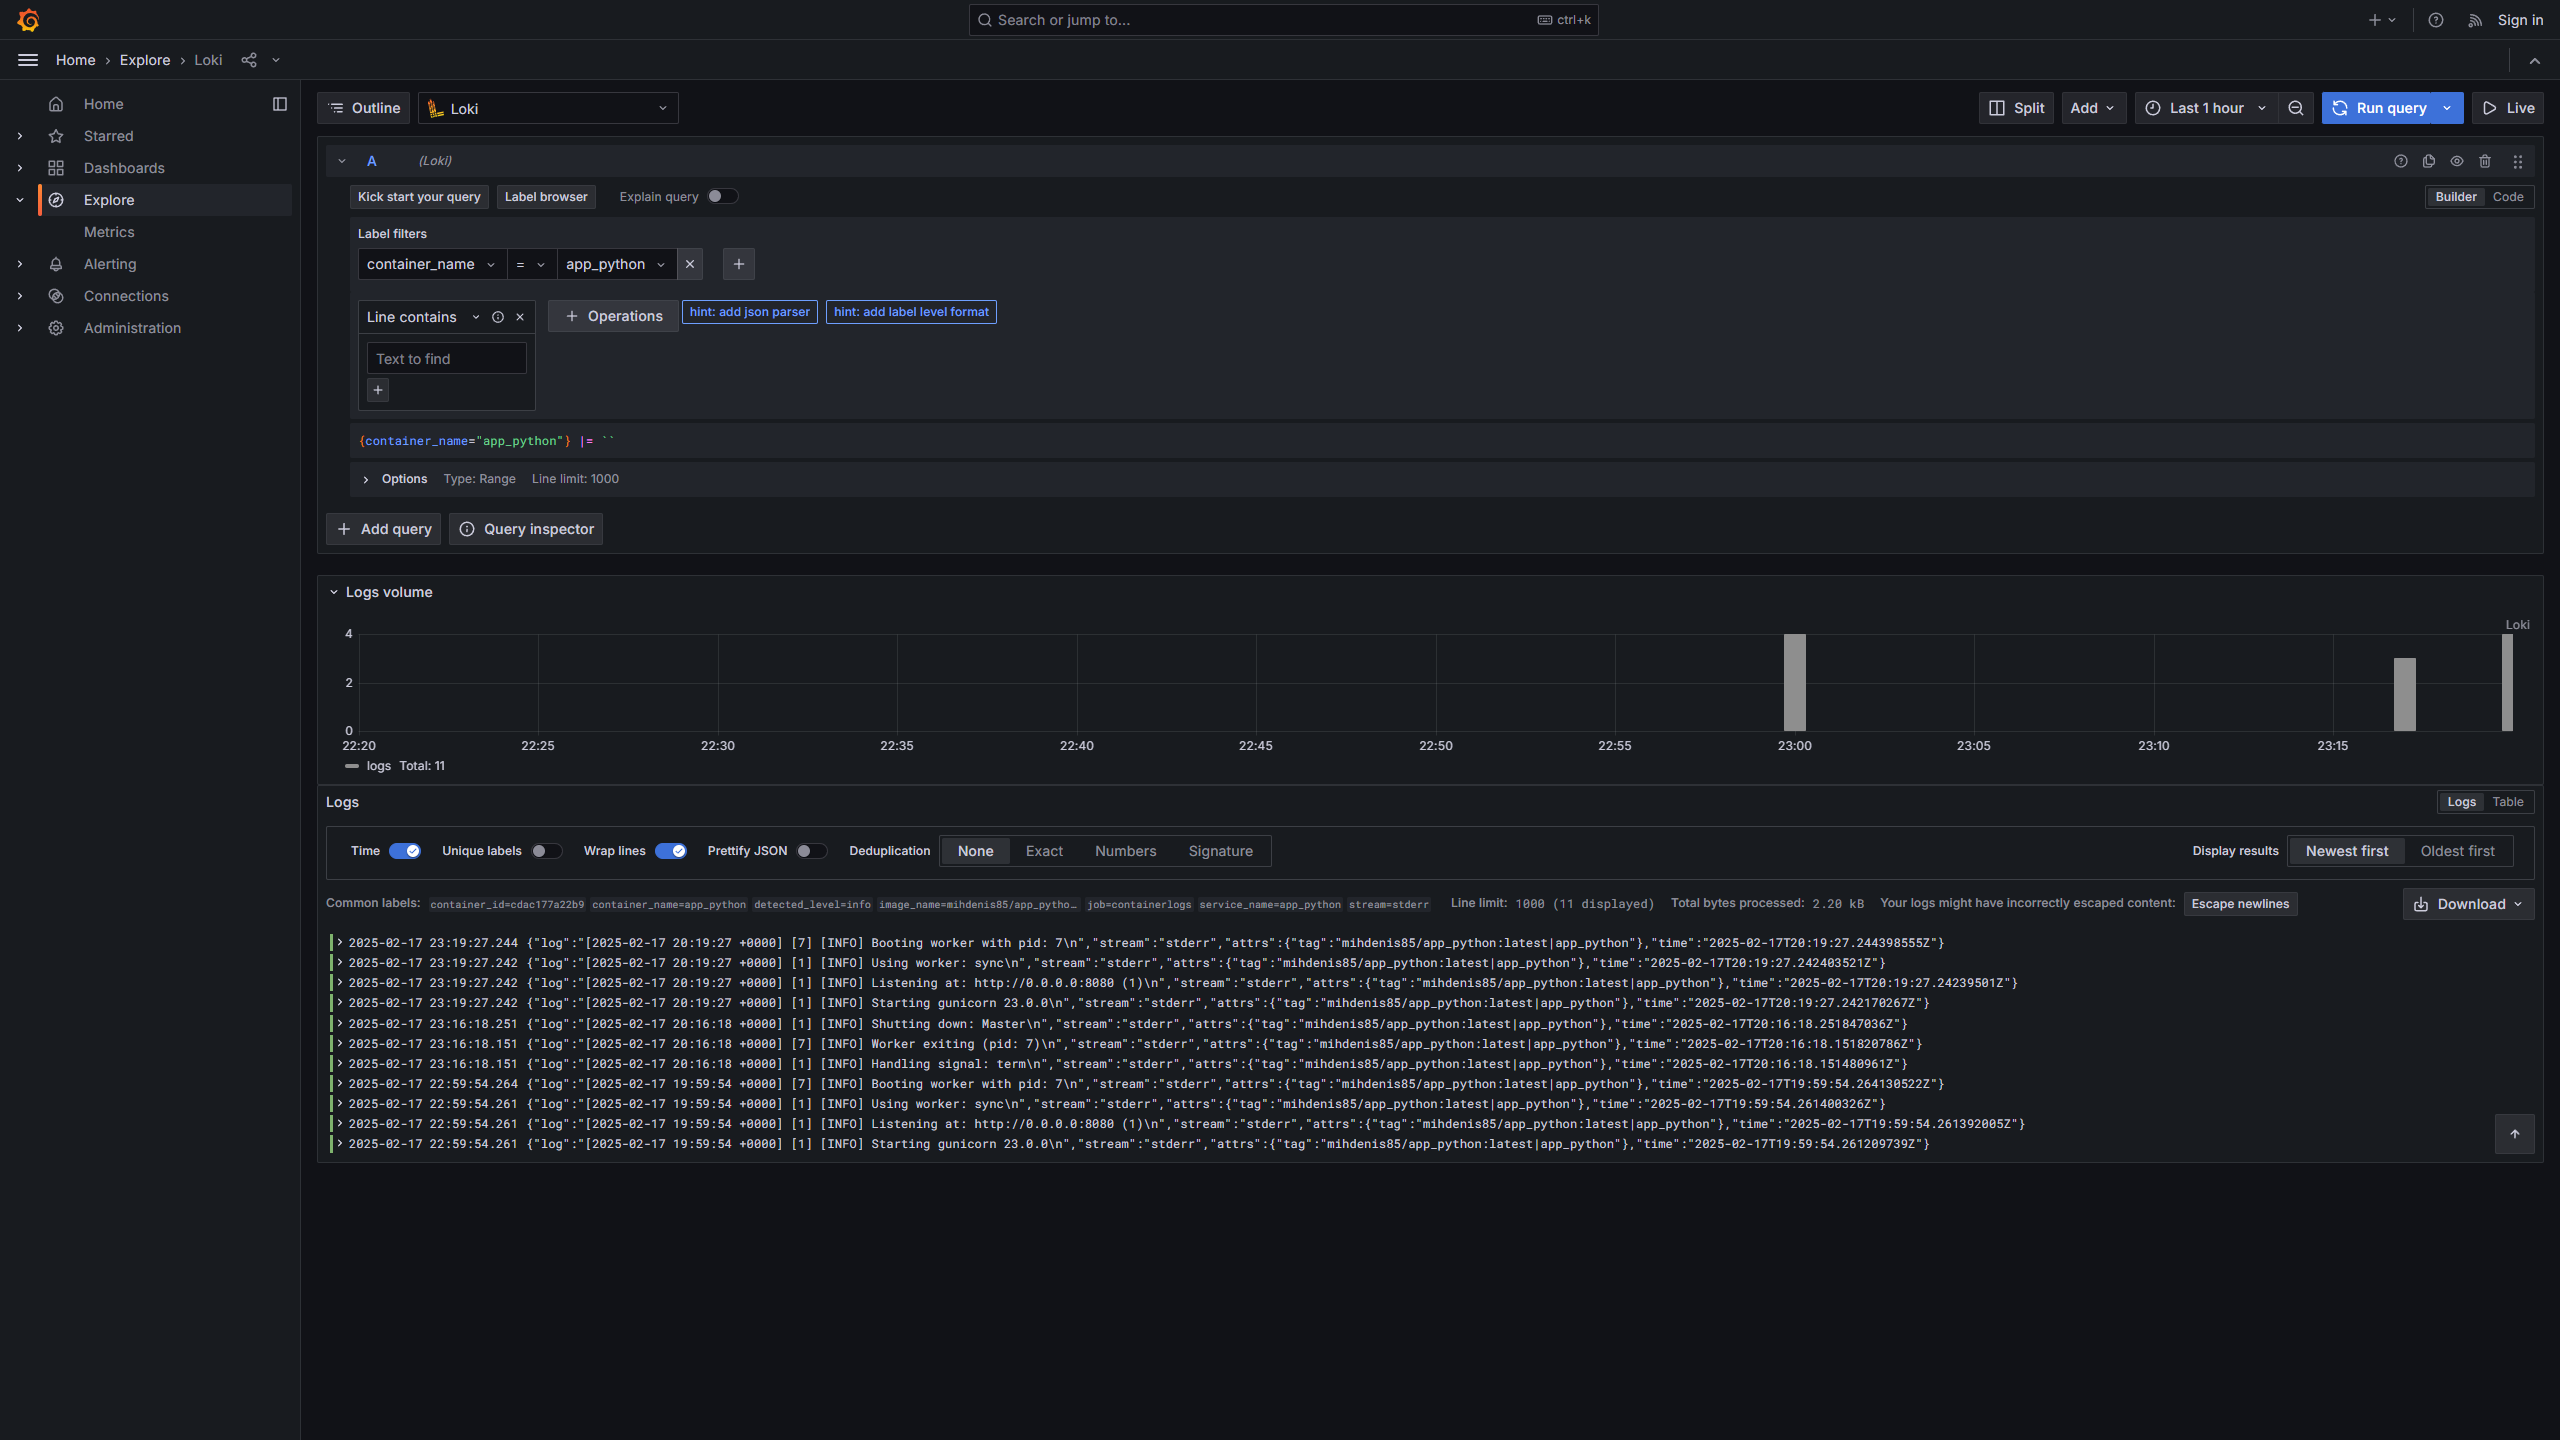 Search or jump to... ctrl+k Sign in
Home › Explore › Loki
Home
Starred
Dashboards
Explore
Metrics
Alerting
Connections
Administration
Outline Loki Split Add Last 1 hour Run query Live
A (Loki)
Kick start your query Label browser Explain query Builder Code
Label filters
container_name = app_python
Line contains Operations hint: add json parser hint: add label level format
Text to find
{container_name="app_python"} |= ``
Options Type: Range Line limit: 1000
Add query Query inspector
Logs volume
Loki
4
2
0
22:20 22:25 22:30 22:35 22:40 22:45 22:50 22:55 23:00 23:05 23:10 23:15
logs Total: 11
Logs Logs Table
Time Unique labels Wrap lines Prettify JSON Deduplication None Exact Numbers Signature Display results Newest first Oldest first
Common labels: container_id=cdac177a22b9 container_name=app_python detected_level=info image_name=mihdenis85/app_pytho… job=containerlogs service_name=app_python stream=stderr Line limit: 1000 (11 displayed) Total bytes processed: 2.20 kB Your logs might have incorrectly escaped content: Escape newlines Download
2025-02-17 23:19:27.244 {"log":"[2025-02-17 20:19:27 +0000] [7] [INFO] Booting worker with pid: 7\n","stream":"stderr","attrs":{"tag":"mihdenis85/app_python:latest|app_python"},"time":"2025-02-17T20:19:27.244398555Z"}
2025-02-17 23:19:27.242 {"log":"[2025-02-17 20:19:27 +0000] [1] [INFO] Using worker: sync\n","stream":"stderr","attrs":{"tag":"mihdenis85/app_python:latest|app_python"},"time":"2025-02-17T20:19:27.242403521Z"}
2025-02-17 23:19:27.242 {"log":"[2025-02-17 20:19:27 +0000] [1] [INFO] Listening at: http://0.0.0.0:8080 (1)\n","stream":"stderr","attrs":{"tag":"mihdenis85/app_python:latest|app_python"},"time":"2025-02-17T20:19:27.24239501Z"}
2025-02-17 23:19:27.242 {"log":"[2025-02-17 20:19:27 +0000] [1] [INFO] Starting gunicorn 23.0.0\n","stream":"stderr","attrs":{"tag":"mihdenis85/app_python:latest|app_python"},"time":"2025-02-17T20:19:27.242170267Z"}
2025-02-17 23:16:18.251 {"log":"[2025-02-17 20:16:18 +0000] [1] [INFO] Shutting down: Master\n","stream":"stderr","attrs":{"tag":"mihdenis85/app_python:latest|app_python"},"time":"2025-02-17T20:16:18.251847036Z"}
2025-02-17 23:16:18.151 {"log":"[2025-02-17 20:16:18 +0000] [7] [INFO] Worker exiting (pid: 7)\n","stream":"stderr","attrs":{"tag":"mihdenis85/app_python:latest|app_python"},"time":"2025-02-17T20:16:18.151820786Z"}
2025-02-17 23:16:18.151 {"log":"[2025-02-17 20:16:18 +0000] [1] [INFO] Handling signal: term\n","stream":"stderr","attrs":{"tag":"mihdenis85/app_python:latest|app_python"},"time":"2025-02-17T20:16:18.151480961Z"}
2025-02-17 22:59:54.264 {"log":"[2025-02-17 19:59:54 +0000] [7] [INFO] Booting worker with pid: 7\n","stream":"stderr","attrs":{"tag":"mihdenis85/app_python:latest|app_python"},"time":"2025-02-17T19:59:54.264130522Z"}
2025-02-17 22:59:54.261 {"log":"[2025-02-17 19:59:54 +0000] [1] [INFO] Using worker: sync\n","stream":"stderr","attrs":{"tag":"mihdenis85/app_python:latest|app_python"},"time":"2025-02-17T19:59:54.261400326Z"}
2025-02-17 22:59:54.261 {"log":"[2025-02-17 19:59:54 +0000] [1] [INFO] Listening at: http://0.0.0.0:8080 (1)\n","stream":"stderr","attrs":{"tag":"mihdenis85/app_python:latest|app_python"},"time":"2025-02-17T19:59:54.261392005Z"}
2025-02-17 22:59:54.261 {"log":"[2025-02-17 19:59:54 +0000] [1] [INFO] Starting gunicorn 23.0.0\n","stream":"stderr","attrs":{"tag":"mihdenis85/app_python:latest|app_python"},"time":"2025-02-17T19:59:54.261209739Z"}